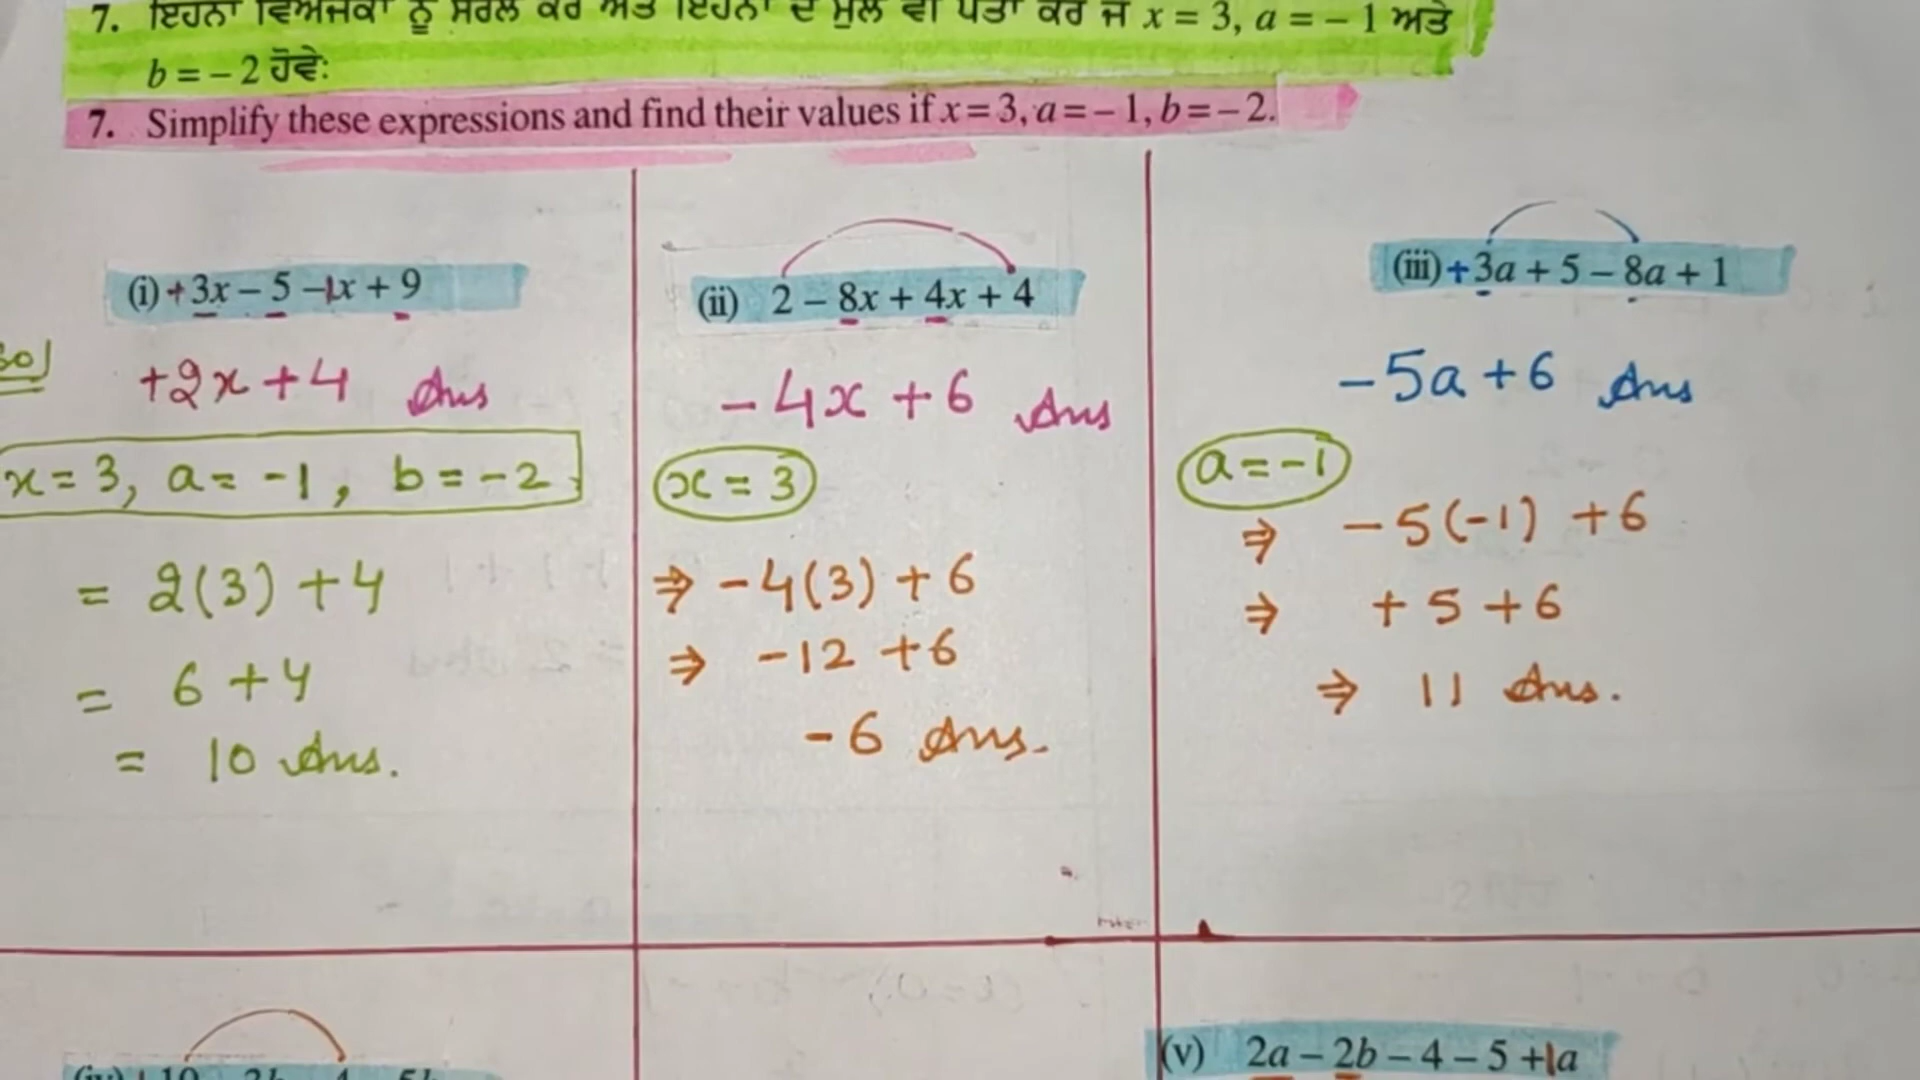 7. ਇਹਨਾਂ ਵਿਅੰਜਕਾਂ ਨੂੰ ਸਰਲ ਕਰੋ ਅਤੇ ਇਹਨਾਂ ਦੇ ਮੁੱਲ ਵੀ ਪਤਾ ਕਰੋ ਜੇ x = 3, a = – 1 ਅਤੇ
b = – 2 ਹੋਵੇ:
7. Simplify these expressions and find their values if x = 3, a = – 1, b = – 2.
(i) +3x – 5 –1x + 9
+2x + 4 Ans
Sol
x = 3, a = -1, b = -2
= 2(3) + 4
= 6 + 4
= 10 Ans.
(ii) 2 – 8x + 4x + 4
- 4x + 6 Ans
x = 3
⇒ -4(3) + 6
⇒ -12 +6
-6 Ans.
(iii) +3a + 5 – 8a + 1
-5a + 6 Ans
a = -1
⇒ -5(-1) + 6
⇒ + 5 + 6
⇒ 11 Ans.
(v) 2a – 2b – 4 – 5 +1a